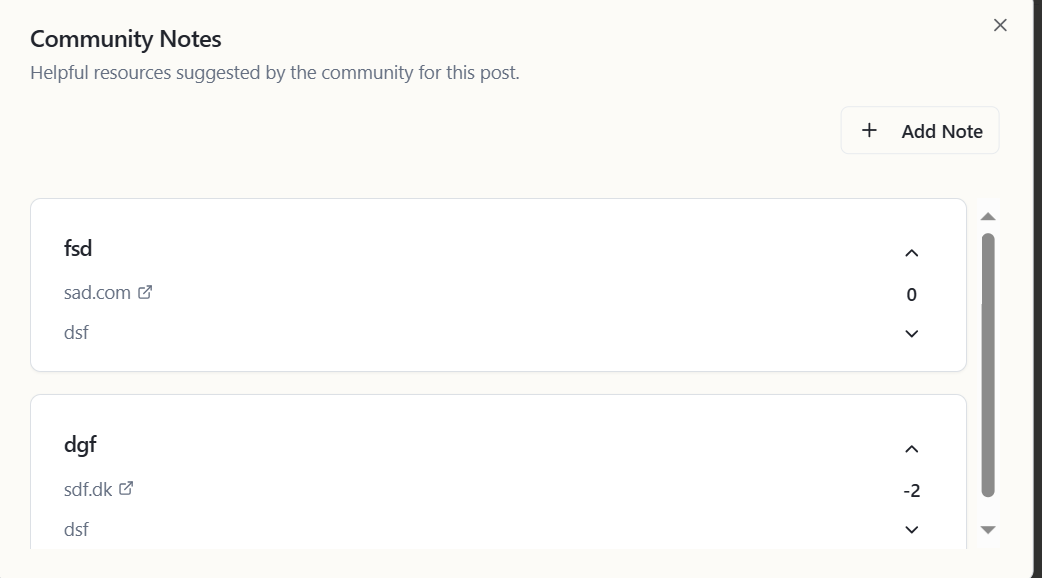 Community Notes
Helpful resources suggested by the community for this post.
Add Note
fsd
sad.com
0
dsf
dgf
sdf.dk
-2
dsf